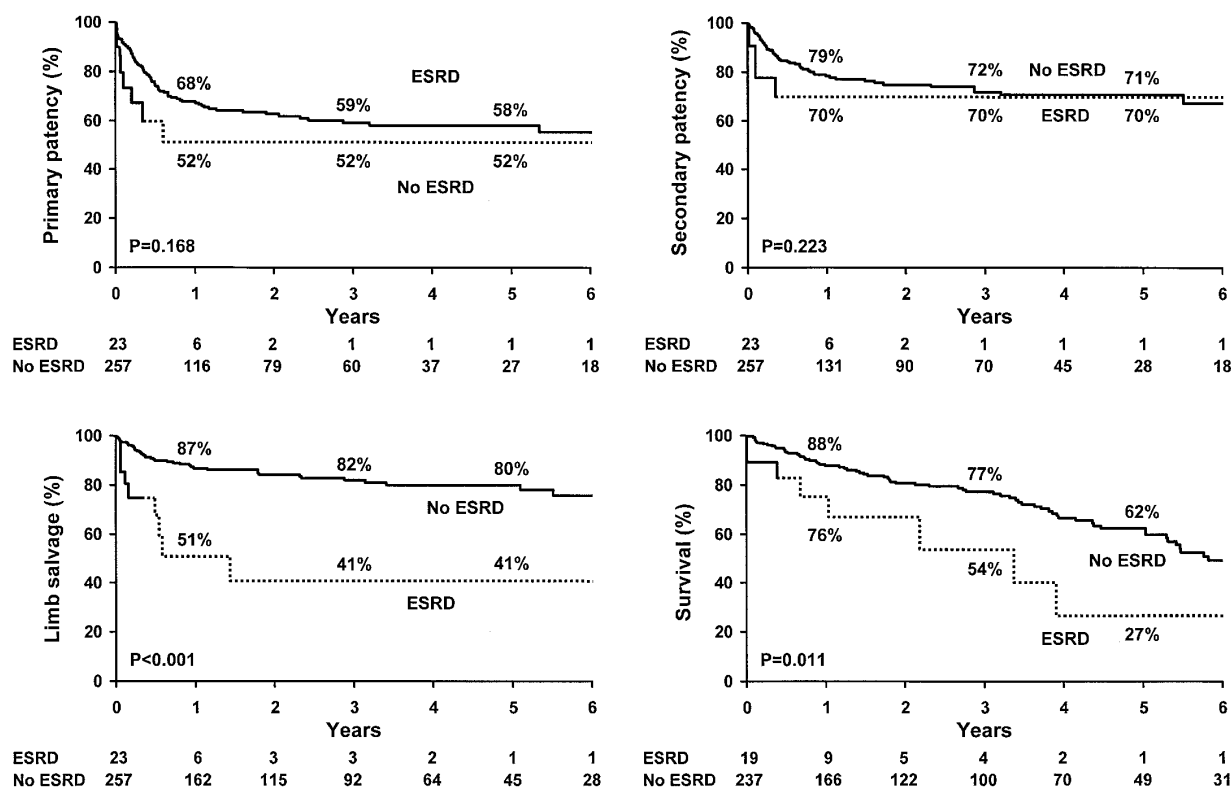 100
80
60
40
20
0
Primary patency (%)
68%
ESRD
59%
58%
52%
52%
52%
No ESRD
P=0.168
0 1 2 3 4 5 6
Years
ESRD 23 6 2 1 1 1 1
No ESRD 257 116 79 60 37 27 18
100
80
60
40
20
0
Secondary patency (%)
79%
72%
No ESRD
71%
70%
70%
ESRD
70%
P=0.223
0 1 2 3 4 5 6
Years
ESRD 23 6 2 1 1 1 1
No ESRD 257 131 90 70 45 28 18
100
80
60
40
20
0
Limb salvage (%)
87%
82%
80%
No ESRD
51%
41%
41%
ESRD
P<0.001
0 1 2 3 4 5 6
Years
ESRD 23 6 3 3 2 1 1
No ESRD 257 162 115 92 64 45 28
100
80
60
40
20
0
Survival (%)
88%
77%
62%
No ESRD
76%
54%
ESRD
27%
P=0.011
0 1 2 3 4 5 6
Years
ESRD 19 9 5 4 2 1 1
No ESRD 237 166 122 100 70 49 31